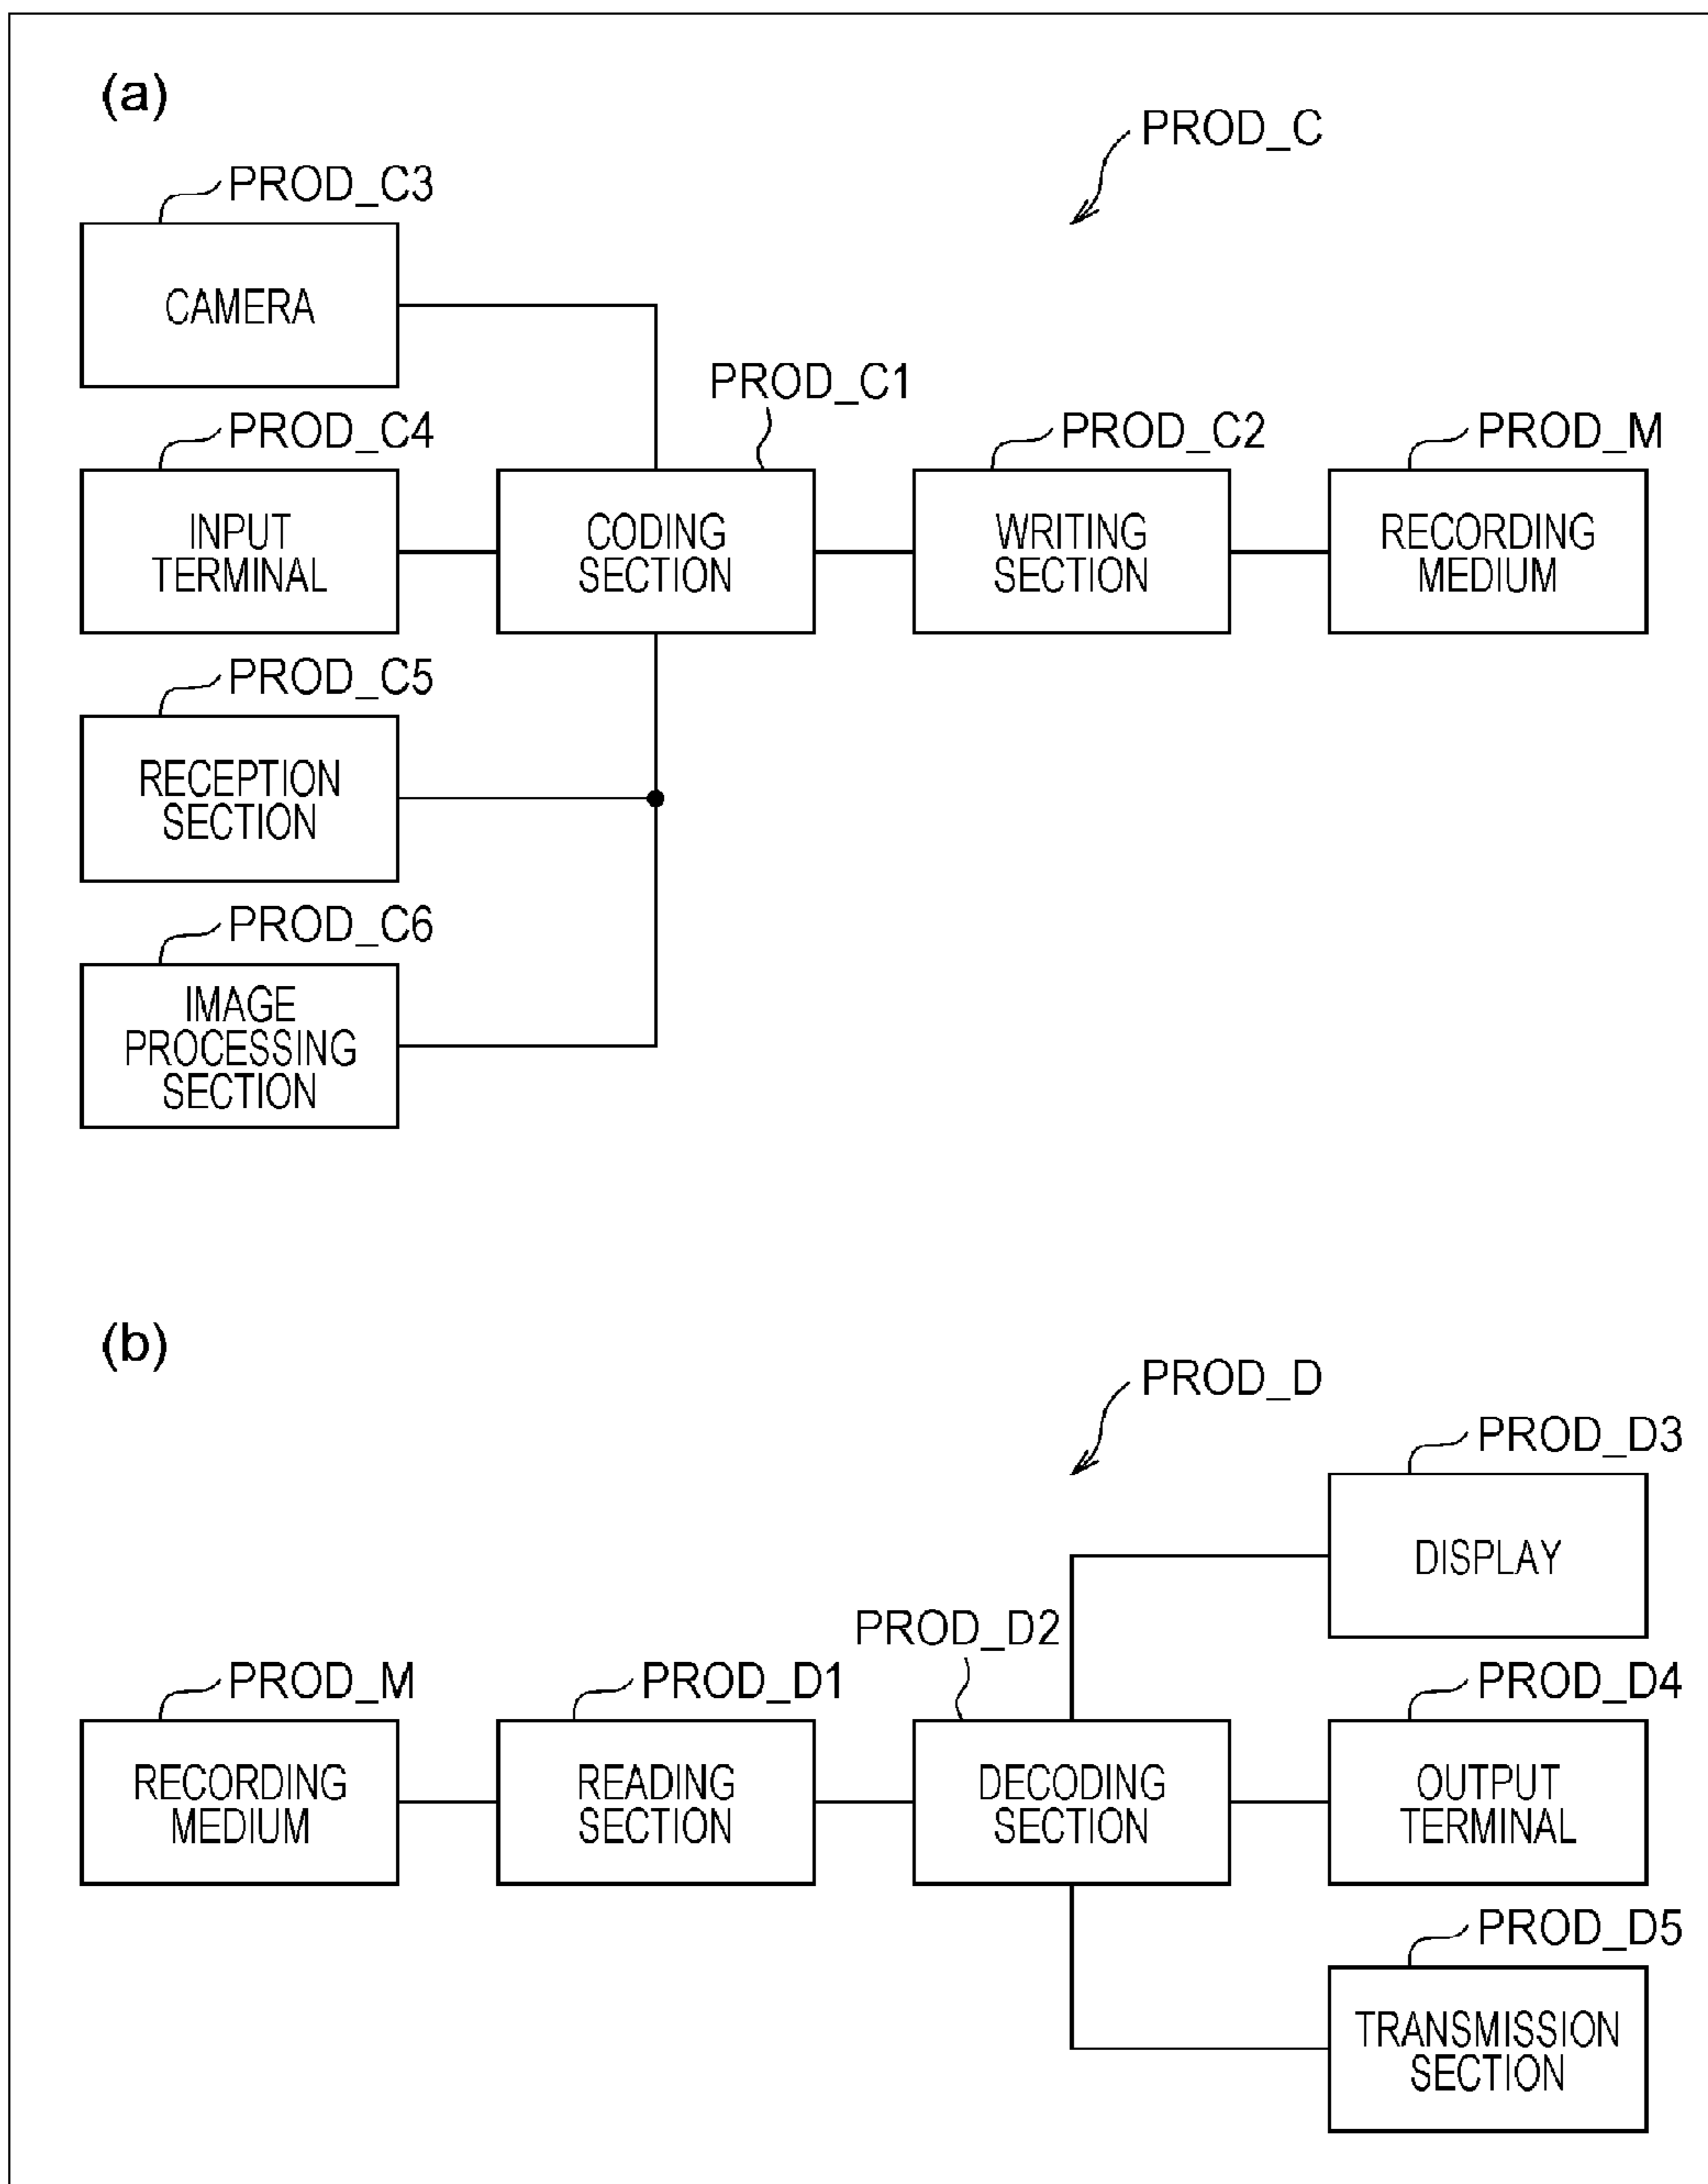 (a)
PROD_C
PROD_C3
CAMERA
PROD_C1
PROD_C4
PROD_C2
PROD_M
INPUT
TERMINAL
CODING
SECTION
WRITING
SECTION
RECORDING
MEDIUM
PROD_C5
RECEPTION
SECTION
PROD_C6
IMAGE
PROCESSING
SECTION
(b)
PROD_D
PROD_D3
DISPLAY
PROD_D2
PROD_M
PROD_D1
PROD_D4
RECORDING
MEDIUM
READING
SECTION
DECODING
SECTION
OUTPUT
TERMINAL
PROD_D5
TRANSMISSION
SECTION